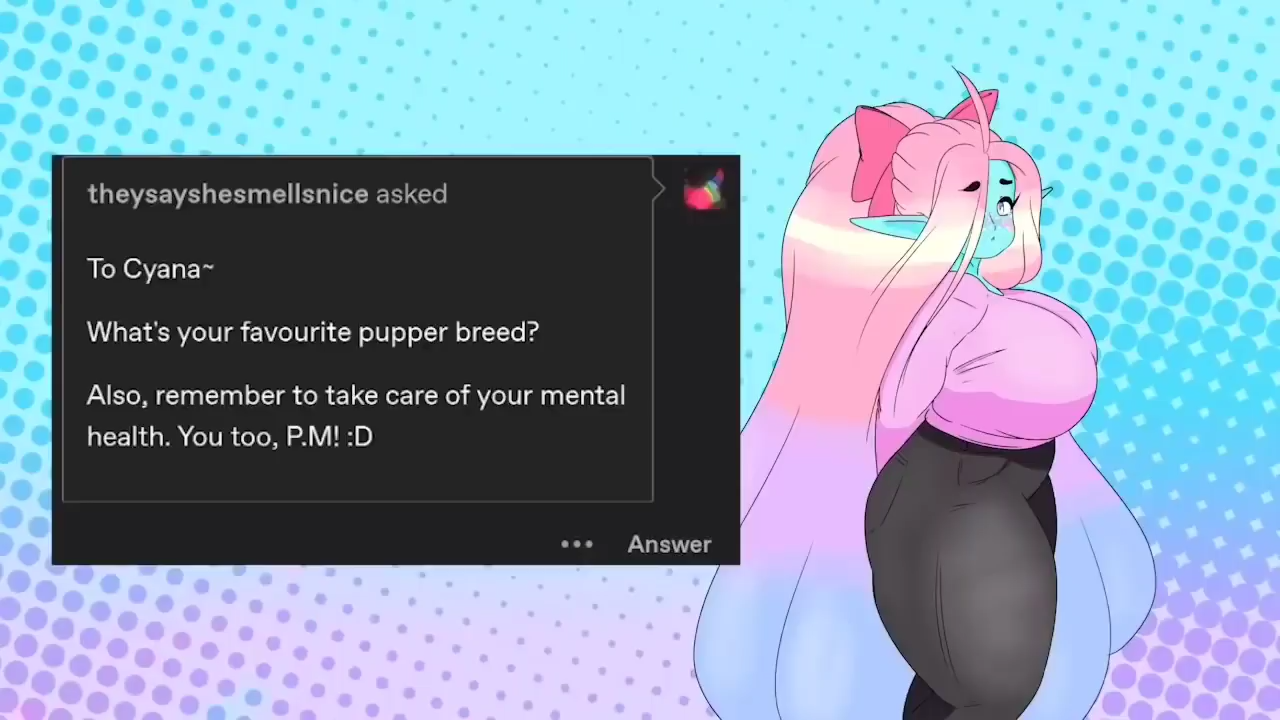 theysayshesmellsnice asked
To Cyana~
What's your favourite pupper breed?
Also, remember to take care of your mental
health. You too, P.M! :D
Answer